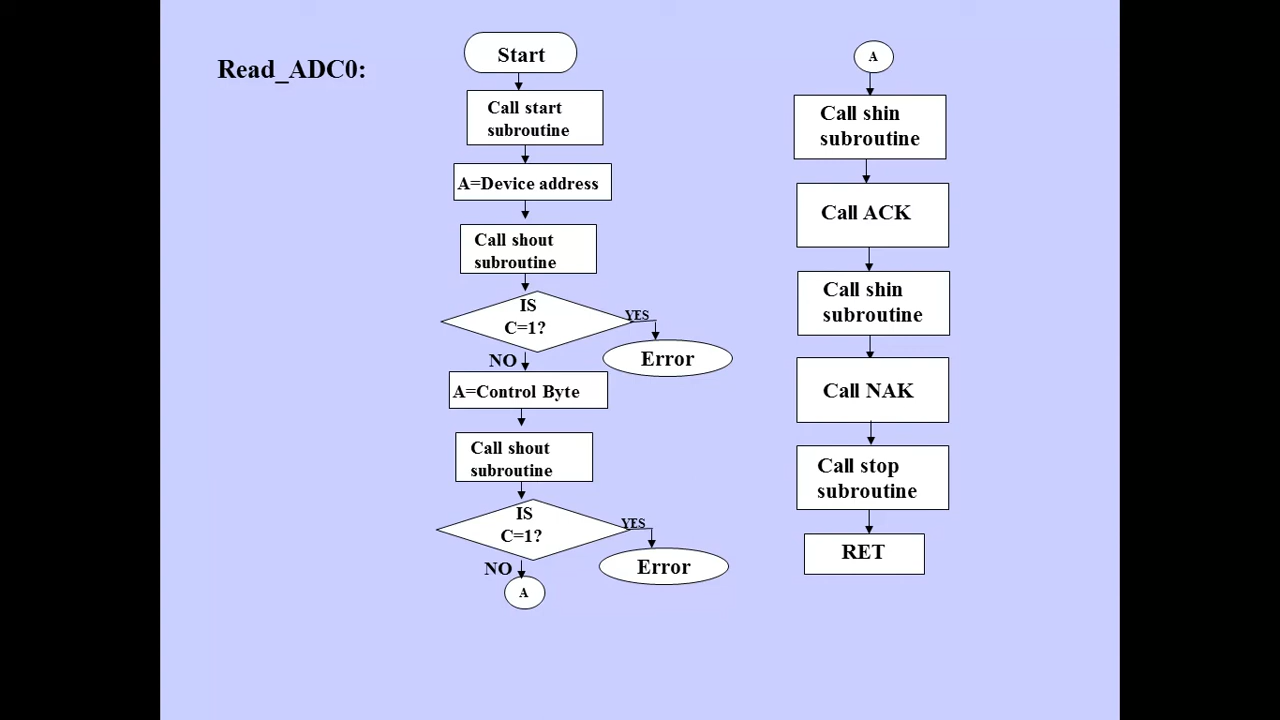 Read_ADC0:
Start
Call start
subroutine
A=Device address
Call shout
subroutine
IS
C=1?
YES
Error
NO
A=Control Byte
Call shout
subroutine
IS
C=1?
YES
Error
NO
A
A
Call shin
subroutine
Call ACK
Call shin
subroutine
Call NAK
Call stop
subroutine
RET